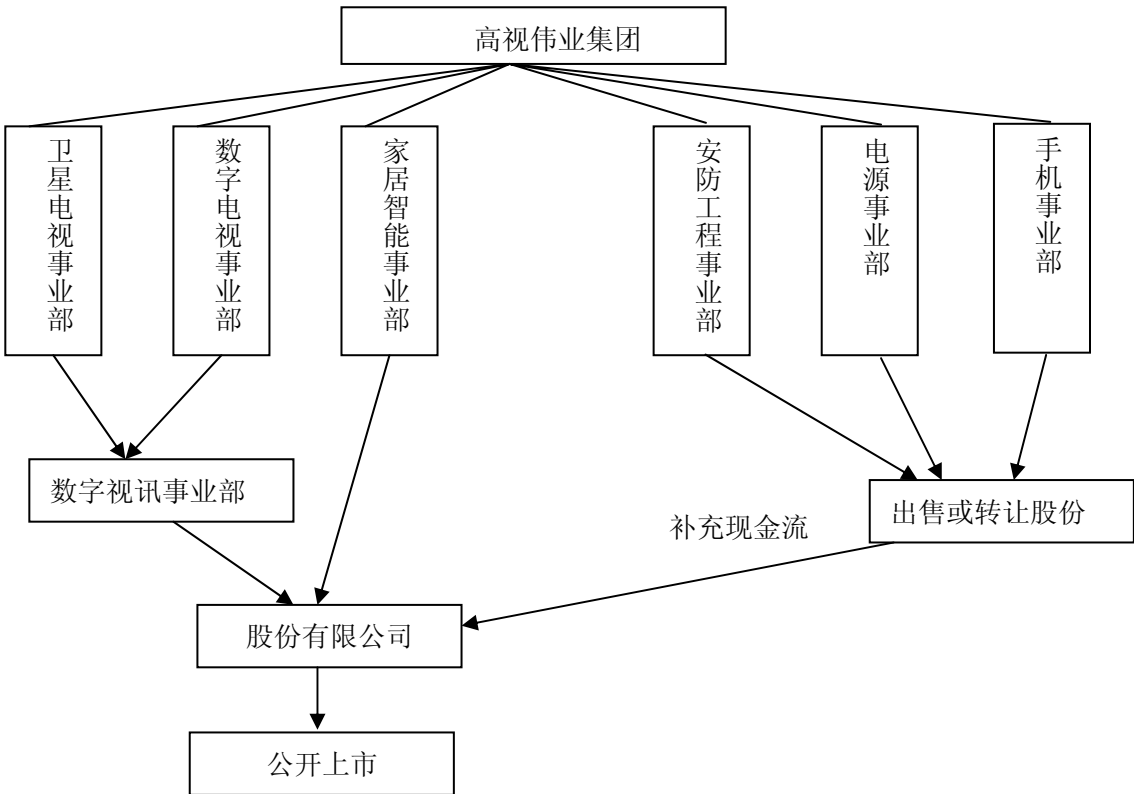 高视伟业集团
卫星电视事业部
数字电视事业部
家居智能事业部
安防工程事业部
电源事业部
手机事业部
数字视讯事业部
出售或转让股份
补充现金流
股份有限公司
公开上市